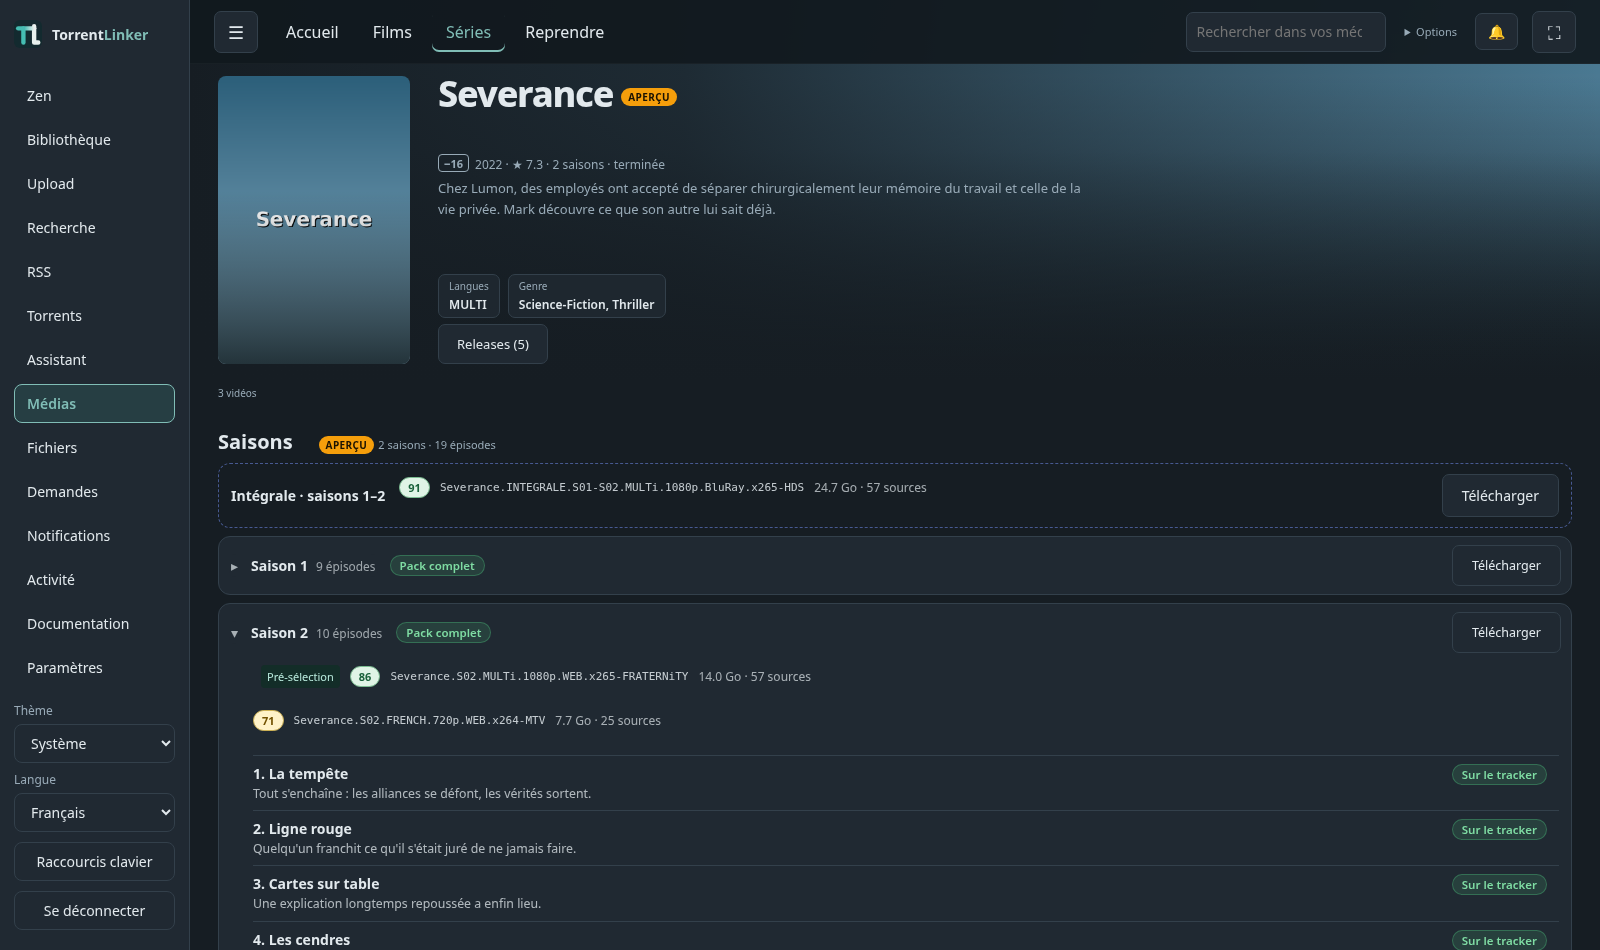 TorrentLinker
☰
Accueil
Films
Séries
Reprendre
Rechercher dans vos méc
▸ Options
Zen
Bibliothèque
Upload
Recherche
RSS
Torrents
Assistant
Médias
Fichiers
Demandes
Notifications
Activité
Documentation
Paramètres
Thème
Système
Langue
Français
Raccourcis clavier
Se déconnecter
Severance
Severance APERÇU
−16 2022 · ★ 7.3 · 2 saisons · terminée
Chez Lumon, des employés ont accepté de séparer chirurgicalement leur mémoire du travail et celle de la
vie privée. Mark découvre ce que son autre lui sait déjà.
Langues
MULTI
Genre
Science-Fiction, Thriller
Releases (5)
3 vidéos
Saisons APERÇU 2 saisons · 19 épisodes
Intégrale · saisons 1–2 91 Severance.INTEGRALE.S01-S02.MULTi.1080p.BluRay.x265-HDS 24.7 Go · 57 sources Télécharger
▸ Saison 1 9 épisodes Pack complet Télécharger
▾ Saison 2 10 épisodes Pack complet Télécharger
Pré-sélection 86 Severance.S02.MULTi.1080p.WEB.x265-FRATERNiTY 14.0 Go · 57 sources
71 Severance.S02.FRENCH.720p.WEB.x264-MTV 7.7 Go · 25 sources
1. La tempête Sur le tracker
Tout s'enchaîne : les alliances se défont, les vérités sortent.
2. Ligne rouge Sur le tracker
Quelqu'un franchit ce qu'il s'était juré de ne jamais faire.
3. Cartes sur table Sur le tracker
Une explication longtemps repoussée a enfin lieu.
4. Les cendres Sur le tracker